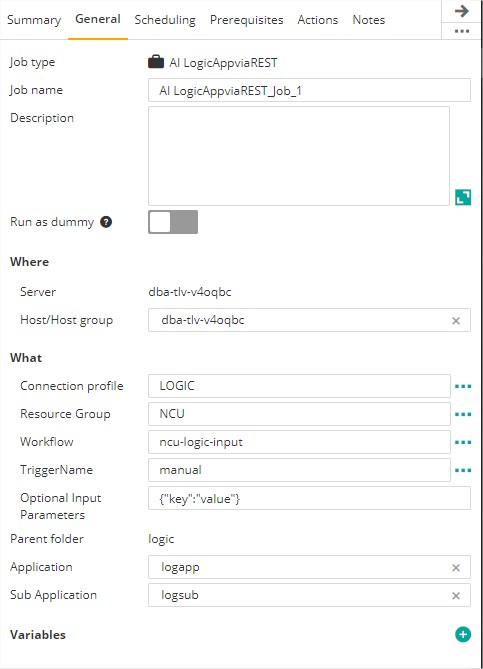 Summary General Scheduling Prerequisites Actions Notes
Job type AI LogicAppviaREST
Job name AI LogicAppviaREST_Job_1
Description
Run as dummy ?
Where
Server dba-tlv-v4oqbc
Host/Host group dba-tlv-v4oqbc
What
Connection profile LOGIC
Resource Group NCU
Workflow ncu-logic-input
TriggerName manual
Optional Input {"key":"value"}
Parameters
Parent folder logic
Application logapp
Sub Application logsub
Variables